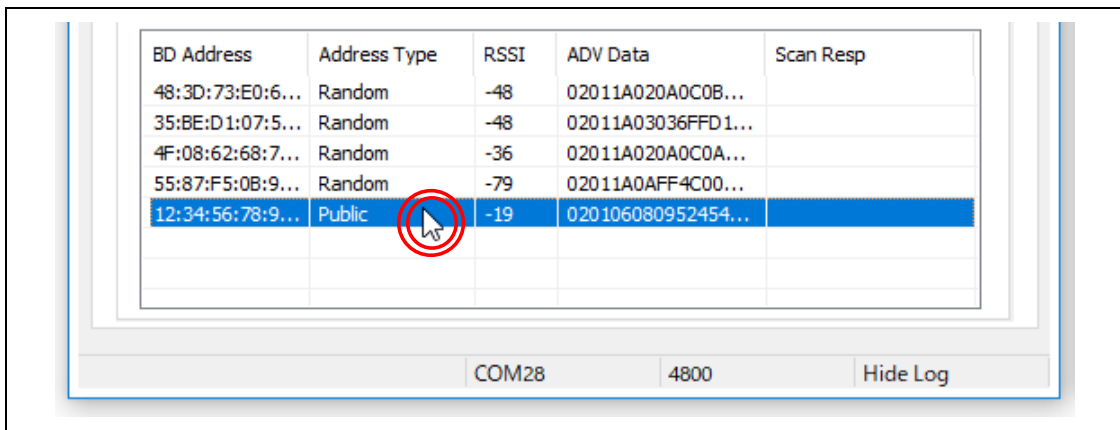 BD Address Address Type RSSI ADV Data Scan Resp
48:3D:73:E0:6... Random -48 02011A020A0C0B...
35:BE:D1:07:5... Random -48 02011A03036FFD1...
4F:08:62:68:7... Random -36 02011A020A0C0A...
55:87:F5:0B:9... Random -79 02011A0AFF4C00...
12:34:56:78:9... Public -19 020106080952454...
COM28 4800 Hide Log